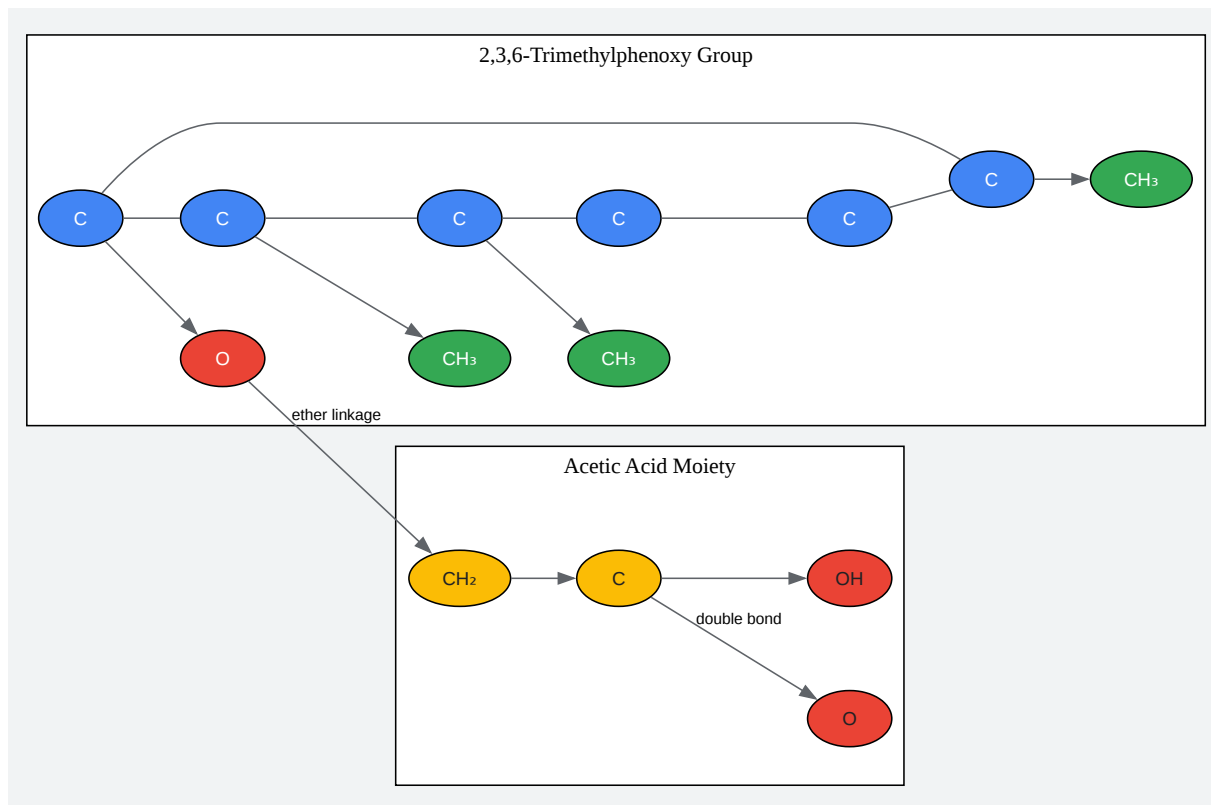 2,3,6-Trimethylphenoxy Group
C
CH₃
C
C
C
C
C
O
CH₃
CH₃
ether linkage
Acetic Acid Moiety
CH₂
C
OH
double bond
O